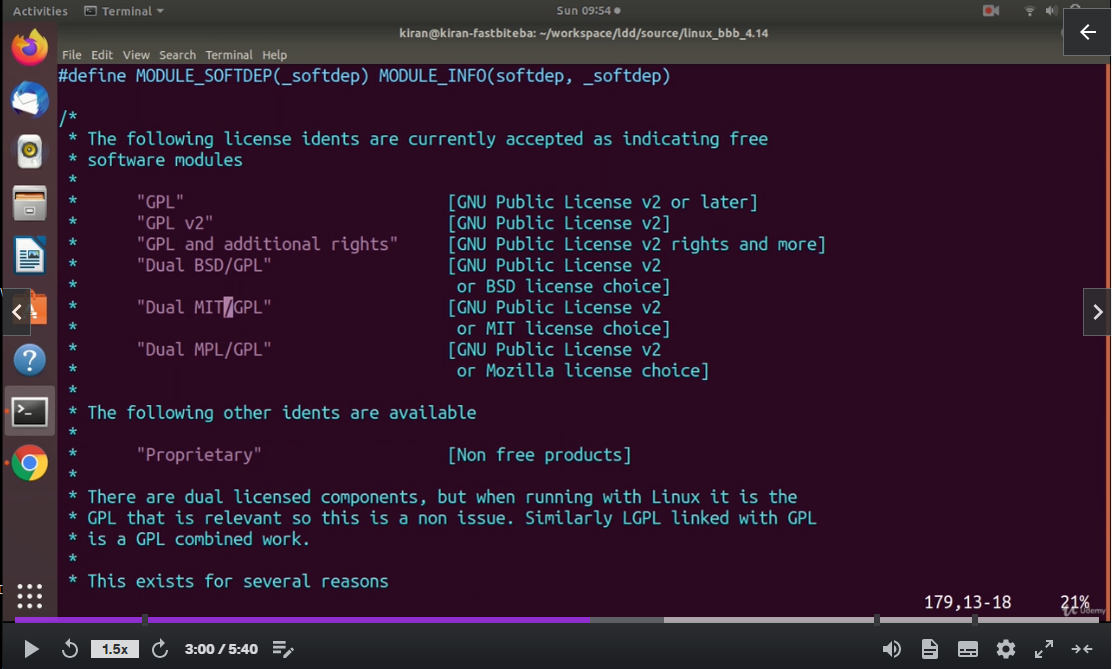 Activities Terminal Sun 09:54
kiran@kiran-fastbiteba: ~/workspace/ldd/source/linux_bbb_4.14
File Edit View Search Terminal Help
#define MODULE_SOFTDEP(_softdep) MODULE_INFO(softdep, _softdep)
/*
* The following license idents are currently accepted as indicating free
* software modules
*
* "GPL" [GNU Public License v2 or later]
* "GPL v2" [GNU Public License v2]
* "GPL and additional rights" [GNU Public License v2 rights and more]
* "Dual BSD/GPL" [GNU Public License v2
* or BSD license choice]
* "Dual MIT/GPL" [GNU Public License v2
* or MIT license choice]
* "Dual MPL/GPL" [GNU Public License v2
* or Mozilla license choice]
*
* The following other idents are available
*
* "Proprietary" [Non free products]
*
* There are dual licensed components, but when running with Linux it is the
* GPL that is relevant so this is a non issue. Similarly LGPL linked with GPL
* is a GPL combined work.
*
* This exists for several reasons
179,13-18 21%
Udemy
1.5x 3:00 / 5:40